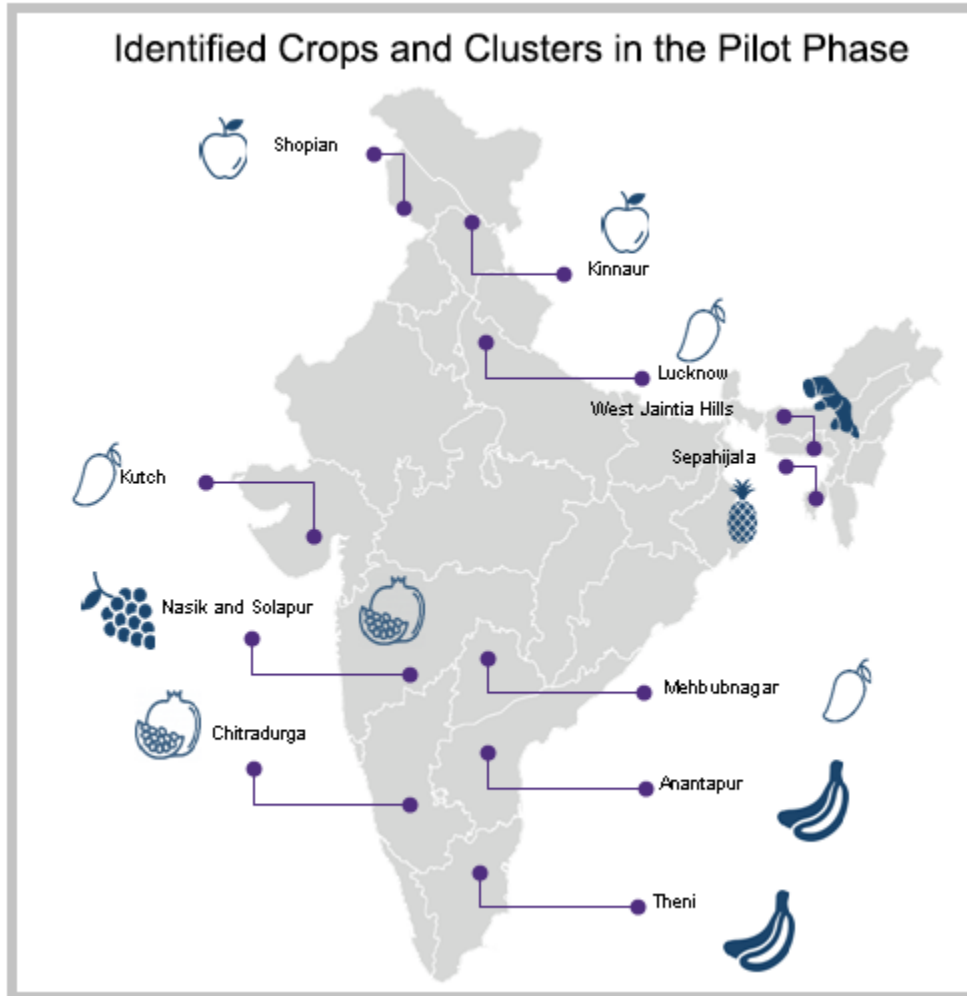 Identified Crops and Clusters in the Pilot Phase
Shopian
Kinnaur
Lucknow
West Jaintia Hills
Sepahijala
Kutch
Nasik and Solapur
Mehbubnagar
Chitradurga
Anantapur
Theni